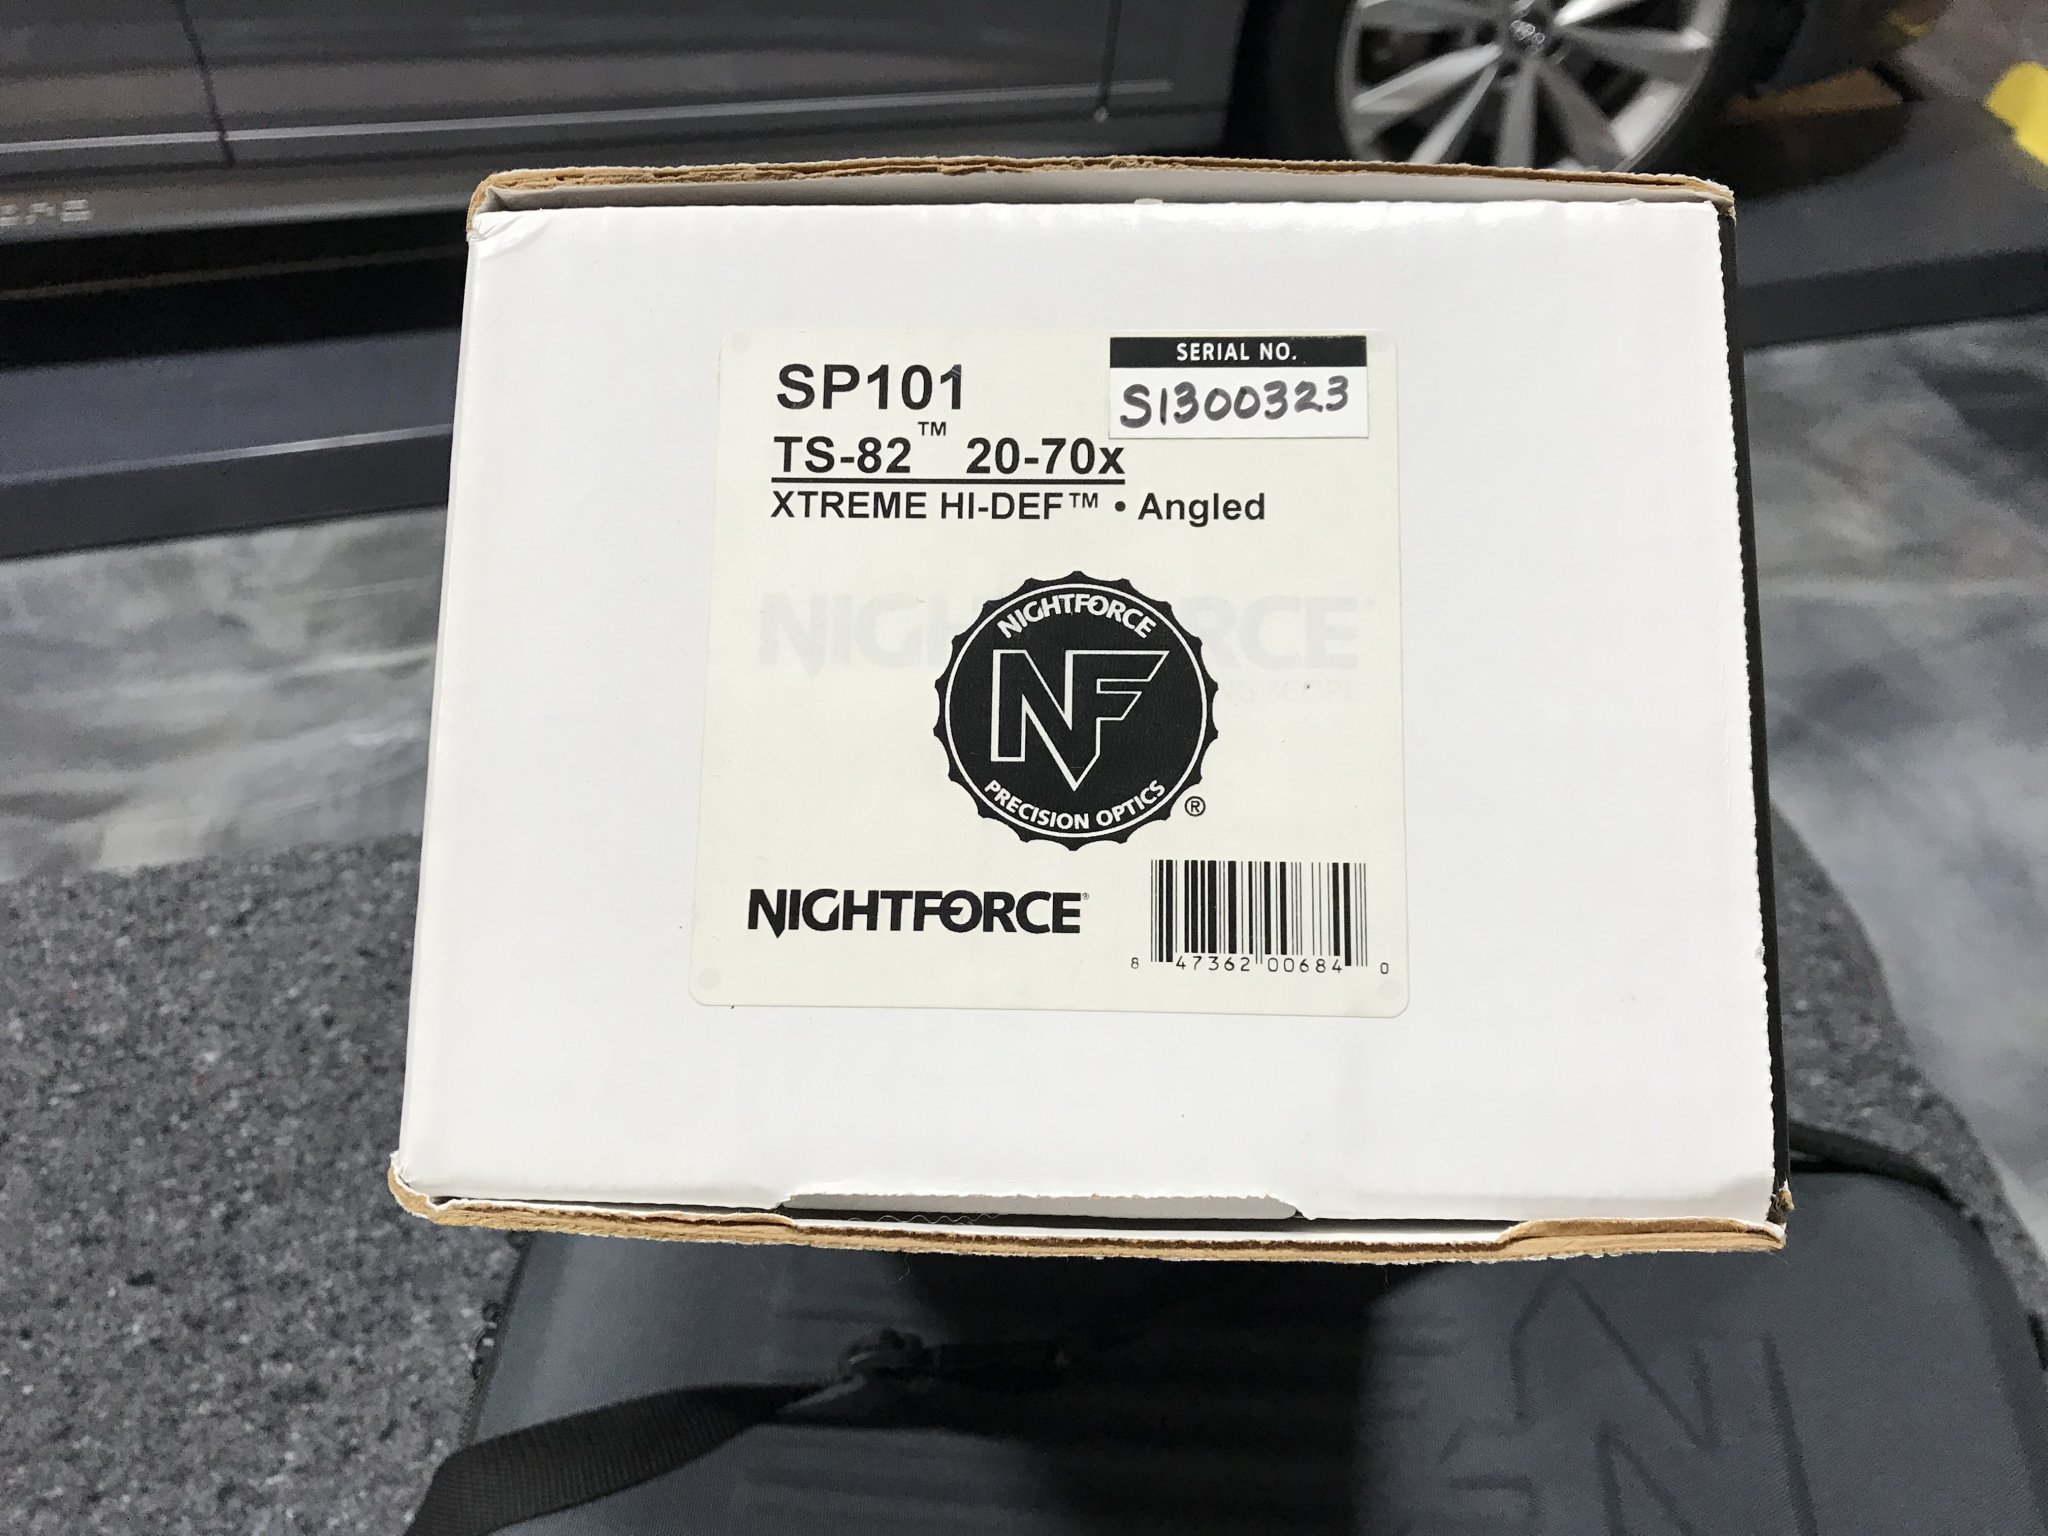 SP101
SERIAL NO.
S1300323
TS-82™ 20-70x
XTREME HI-DEF™ • Angled
NIGHTFORCE
NIGHTFORCE
NF
PRECISION OPTICS
®
NIGHTFORCE®
8 47362 00684 0